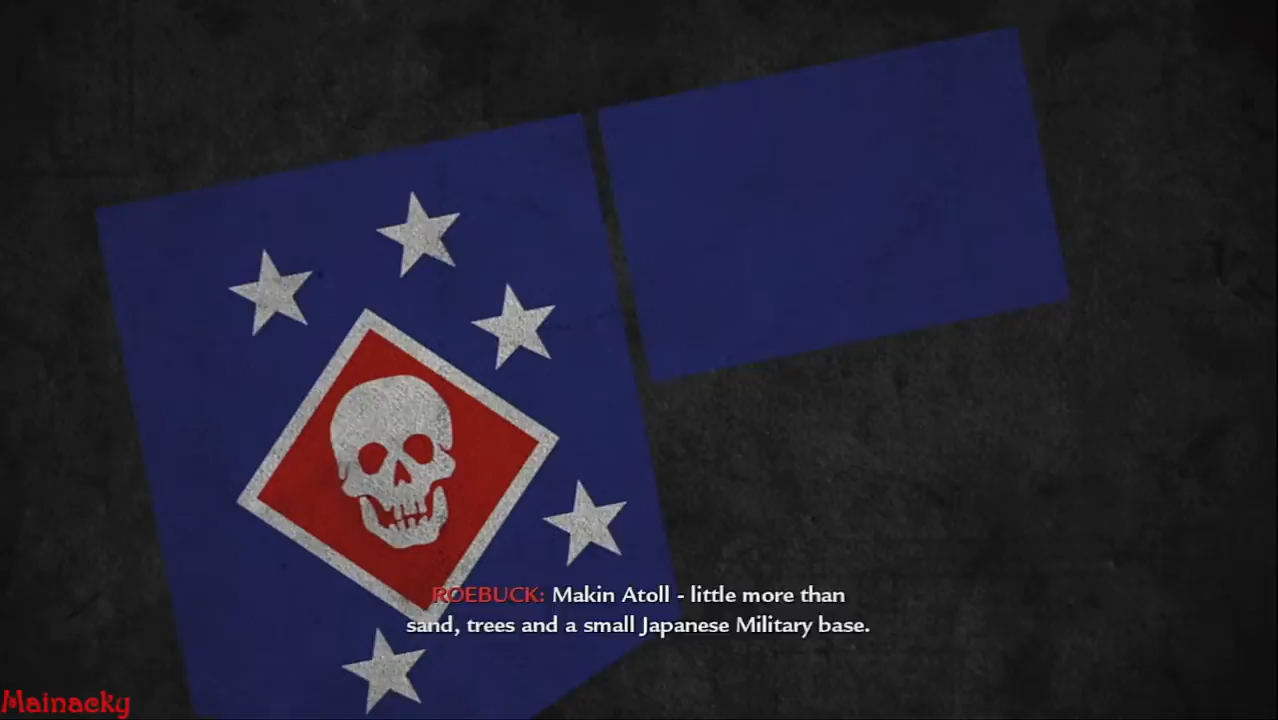 ROEBUCK: Makin Atoll - little more than
sand, trees and a small Japanese Military base.
Mainacky